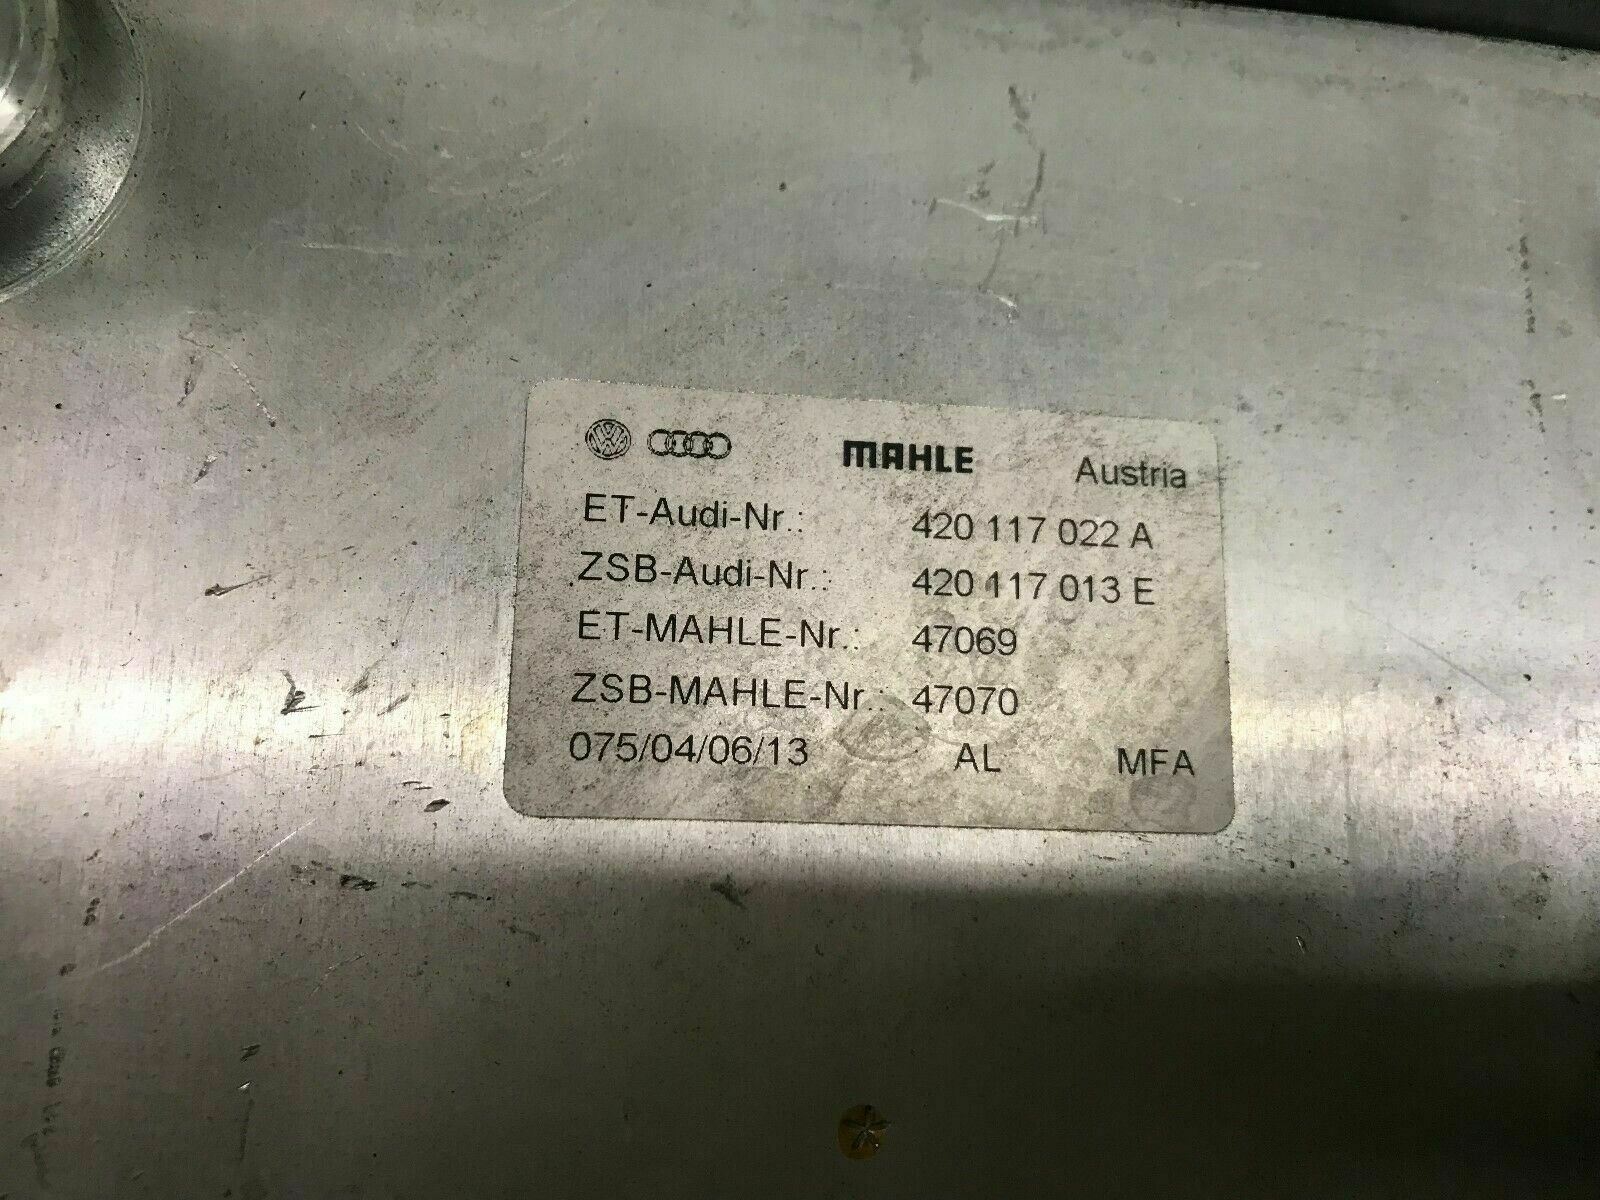 MAHLE Austria
ET-Audi-Nr.: 420 117 022 A
ZSB-Audi-Nr.: 420 117 013 E
ET-MAHLE-Nr.: 47069
ZSB-MAHLE-Nr.: 47070
075/04/06/13 AL MFA